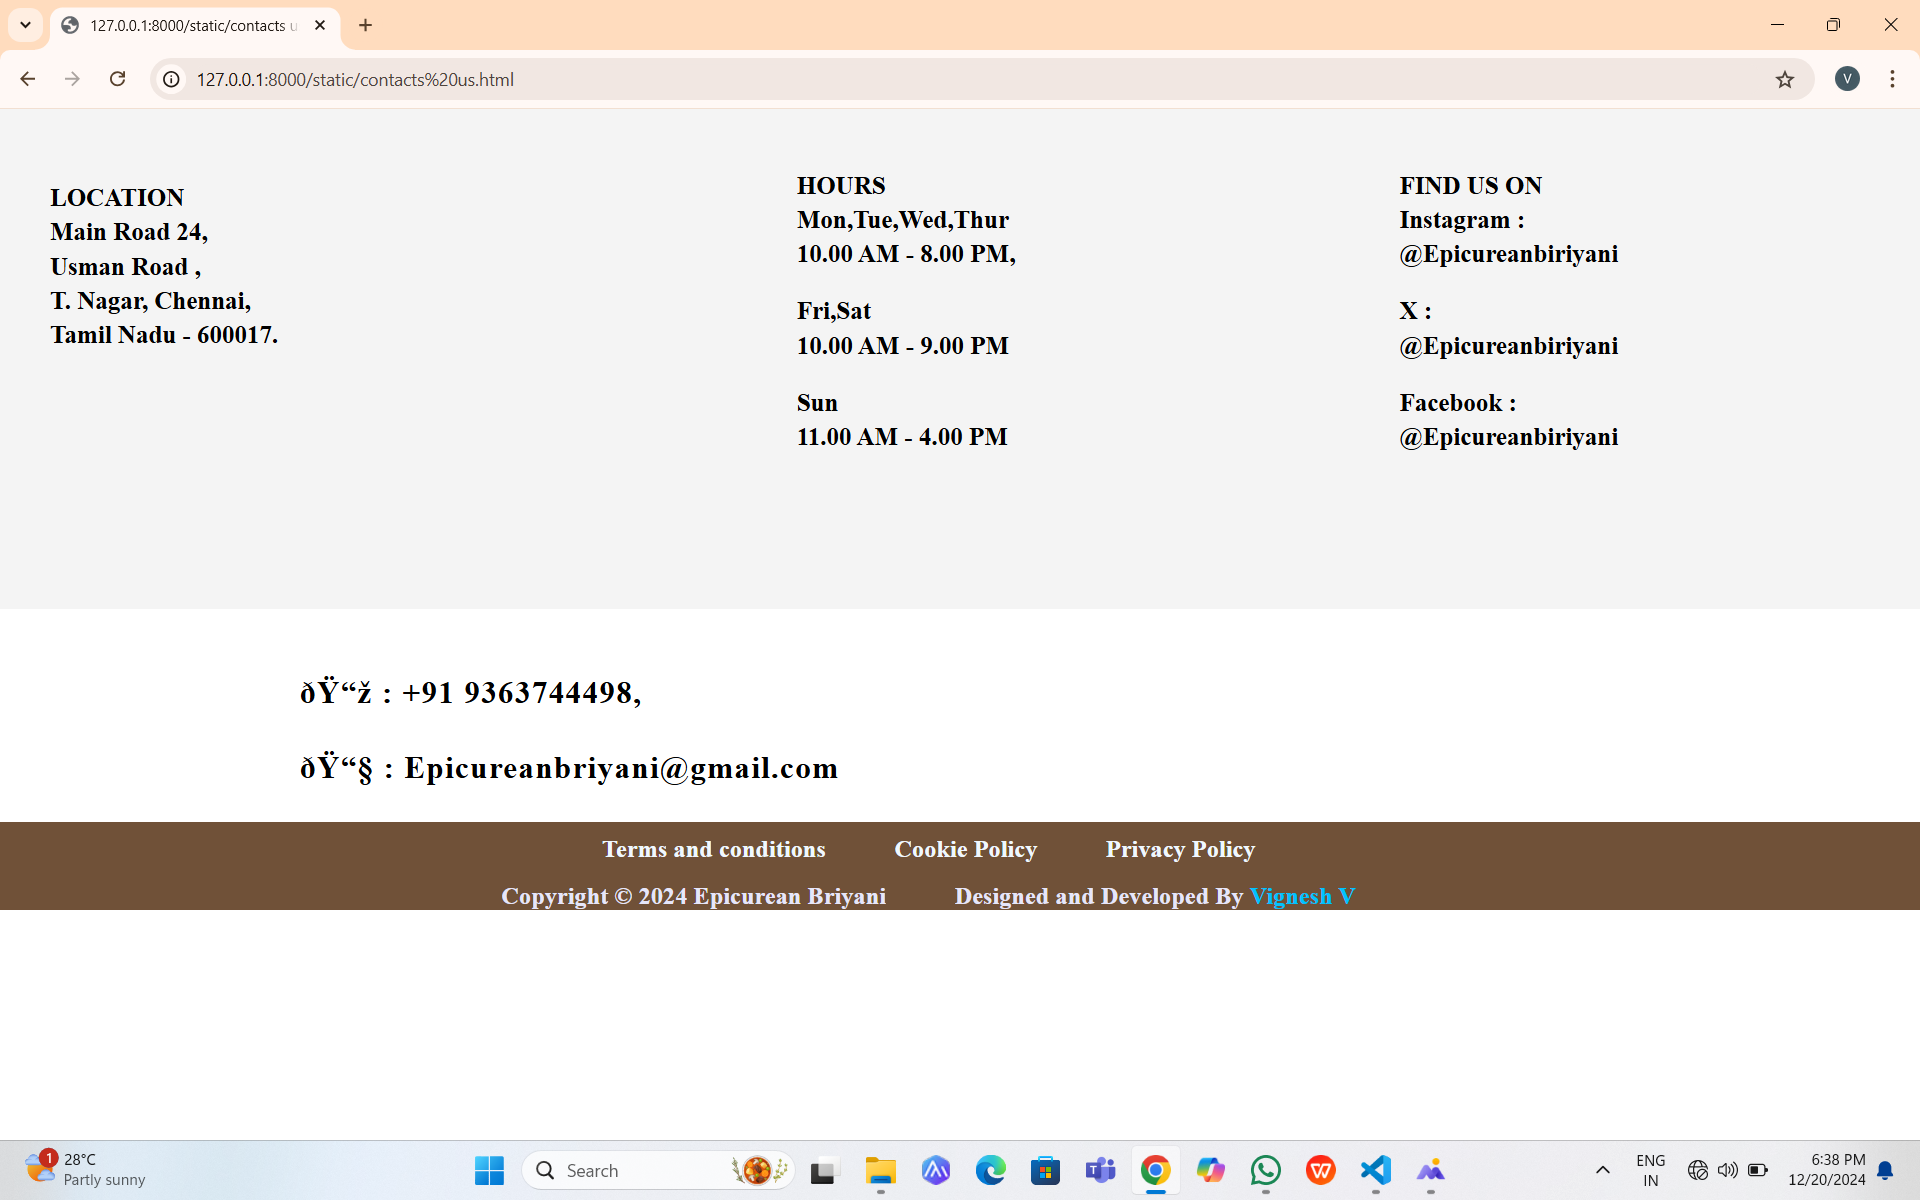 127.0.0.1:8000/static/contacts u
127.0.0.1:8000/static/contacts%20us.html
V
LOCATION
Main Road 24,
Usman Road ,
T. Nagar, Chennai,
Tamil Nadu - 600017.
HOURS
Mon,Tue,Wed,Thur
10.00 AM - 8.00 PM,
Fri,Sat
10.00 AM - 9.00 PM
Sun
11.00 AM - 4.00 PM
FIND US ON
Instagram :
@Epicureanbiriyani
X :
@Epicureanbiriyani
Facebook :
@Epicureanbiriyani
ðŸ“ž : +91 9363744498,
ðŸ“§ : Epicureanbriyani@gmail.com
Terms and conditions Cookie Policy Privacy Policy
Copyright © 2024 Epicurean Briyani Designed and Developed By Vignesh V
1
28°C
Partly sunny
Search
ENG
IN
6:38 PM
12/20/2024